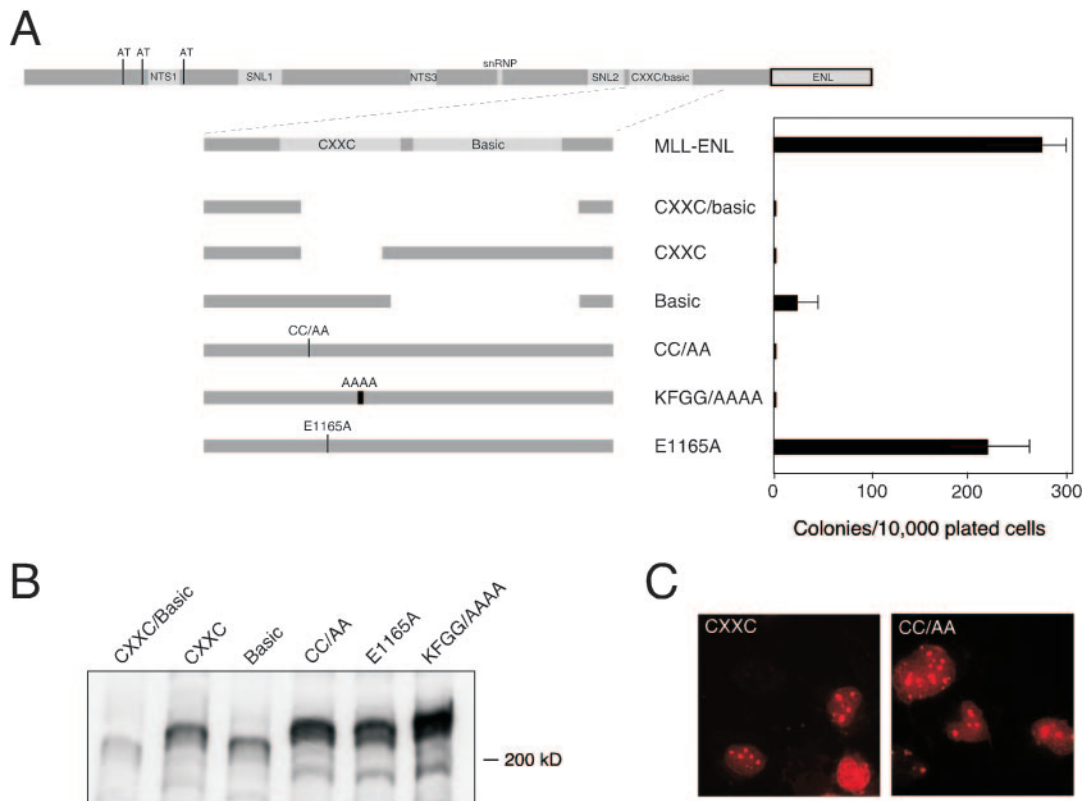 A
AT AT AT
snRNP
NTS1 SNL1 NTS3 SNL2 CXXC/basic ENL
CXXC Basic MLL-ENL
CXXC/basic
CXXC
Basic
CC/AA
CC/AA
AAAA
KFGG/AAAA
E1165A
E1165A
0 100 200 300
Colonies/10,000 plated cells
B
CXXC/Basic CXXC Basic CC/AA E1165A KFGG/AAAA
— 200 kD
C
CXXC CC/AA